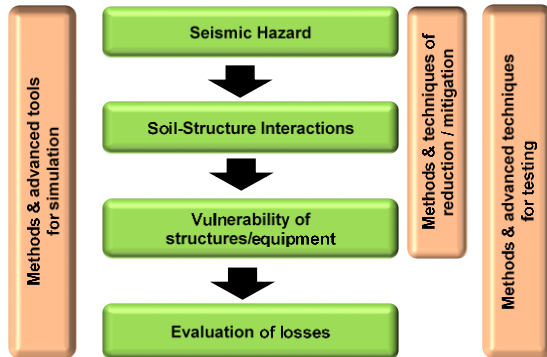 Methods & advanced tools
for simulation
Seismic Hazard
Soil-Structure Interactions
Vulnerability of
structures/equipment
Evaluation of losses
Methods & techniques of
reduction / mitigation
Methods & advanced techniques
for testing